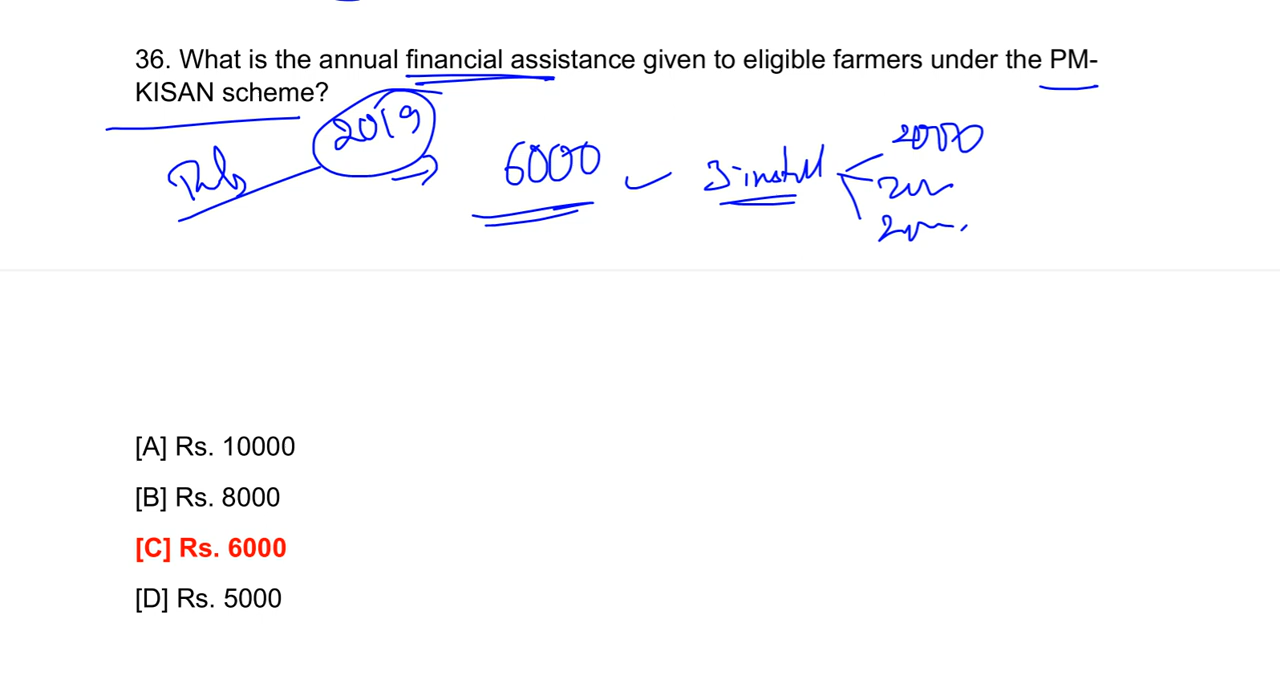 36. What is the annual financial assistance given to eligible farmers under the PM-
KISAN scheme?
2019
6000
3-install
2000
[A] Rs. 10000
[B] Rs. 8000
[C] Rs. 6000
[D] Rs. 5000